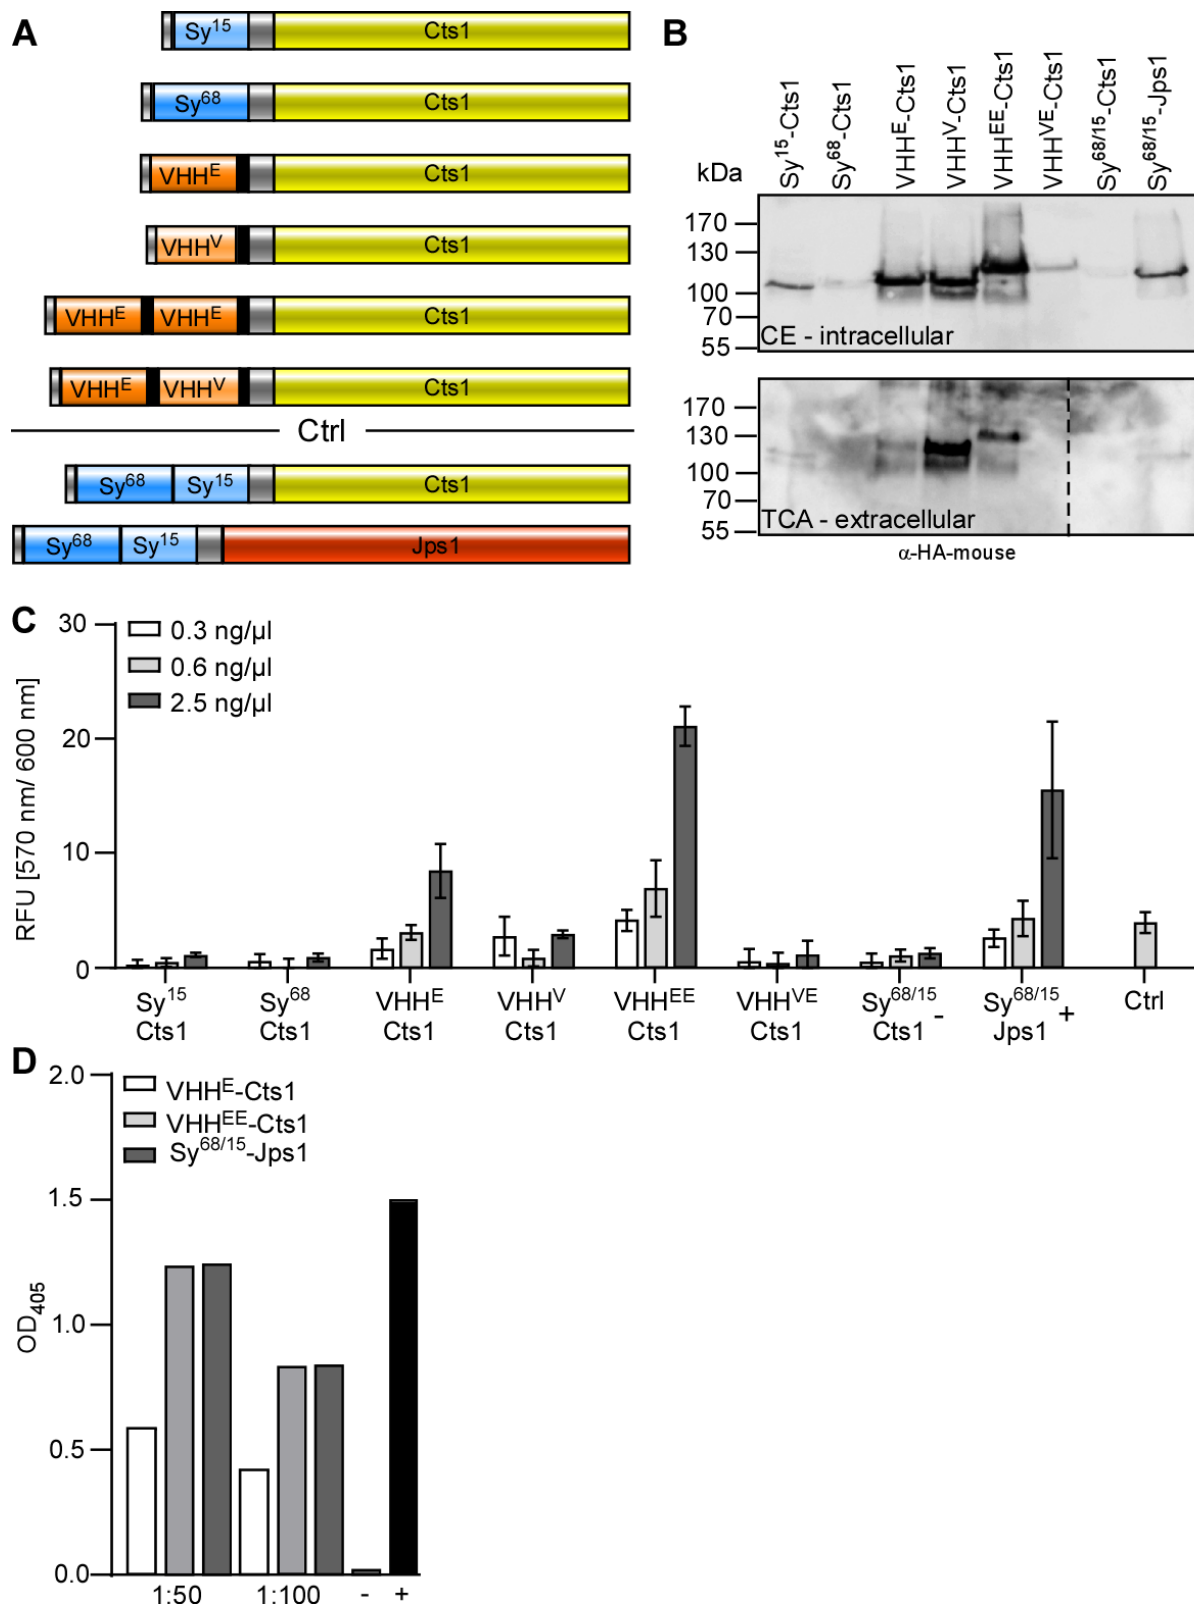 A
Sy15 Cts1
Sy68 Cts1
VHHE Cts1
VHHV Cts1
VHHE VHHE Cts1
VHHE VHHV Cts1
Ctrl
Sy68 Sy15 Cts1
Sy68 Sy15 Jps1
B
kDa
Sy15-Cts1
Sy68-Cts1
VHHE-Cts1
VHHV-Cts1
VHHEE-Cts1
VHHVE-Cts1
Sy68/15-Cts1
Sy68/15-Jps1
170
130
100
70
55
CE - intracellular
170
130
100
70
55
TCA - extracellular
α-HA-mouse
C
RFU [570 nm/ 600 nm]
30
20
10
0
0.3 ng/µl
0.6 ng/µl
2.5 ng/µl
Sy15 Cts1
Sy68 Cts1
VHHE Cts1
VHHV Cts1
VHHEE Cts1
VHHVE Cts1
Sy68/15 Cts1 -
Sy68/15 Jps1 +
Ctrl
D
OD405
2.0
1.5
1.0
0.5
0.0
VHHE-Cts1
VHHEE-Cts1
Sy68/15-Jps1
1:50 1:100 - +